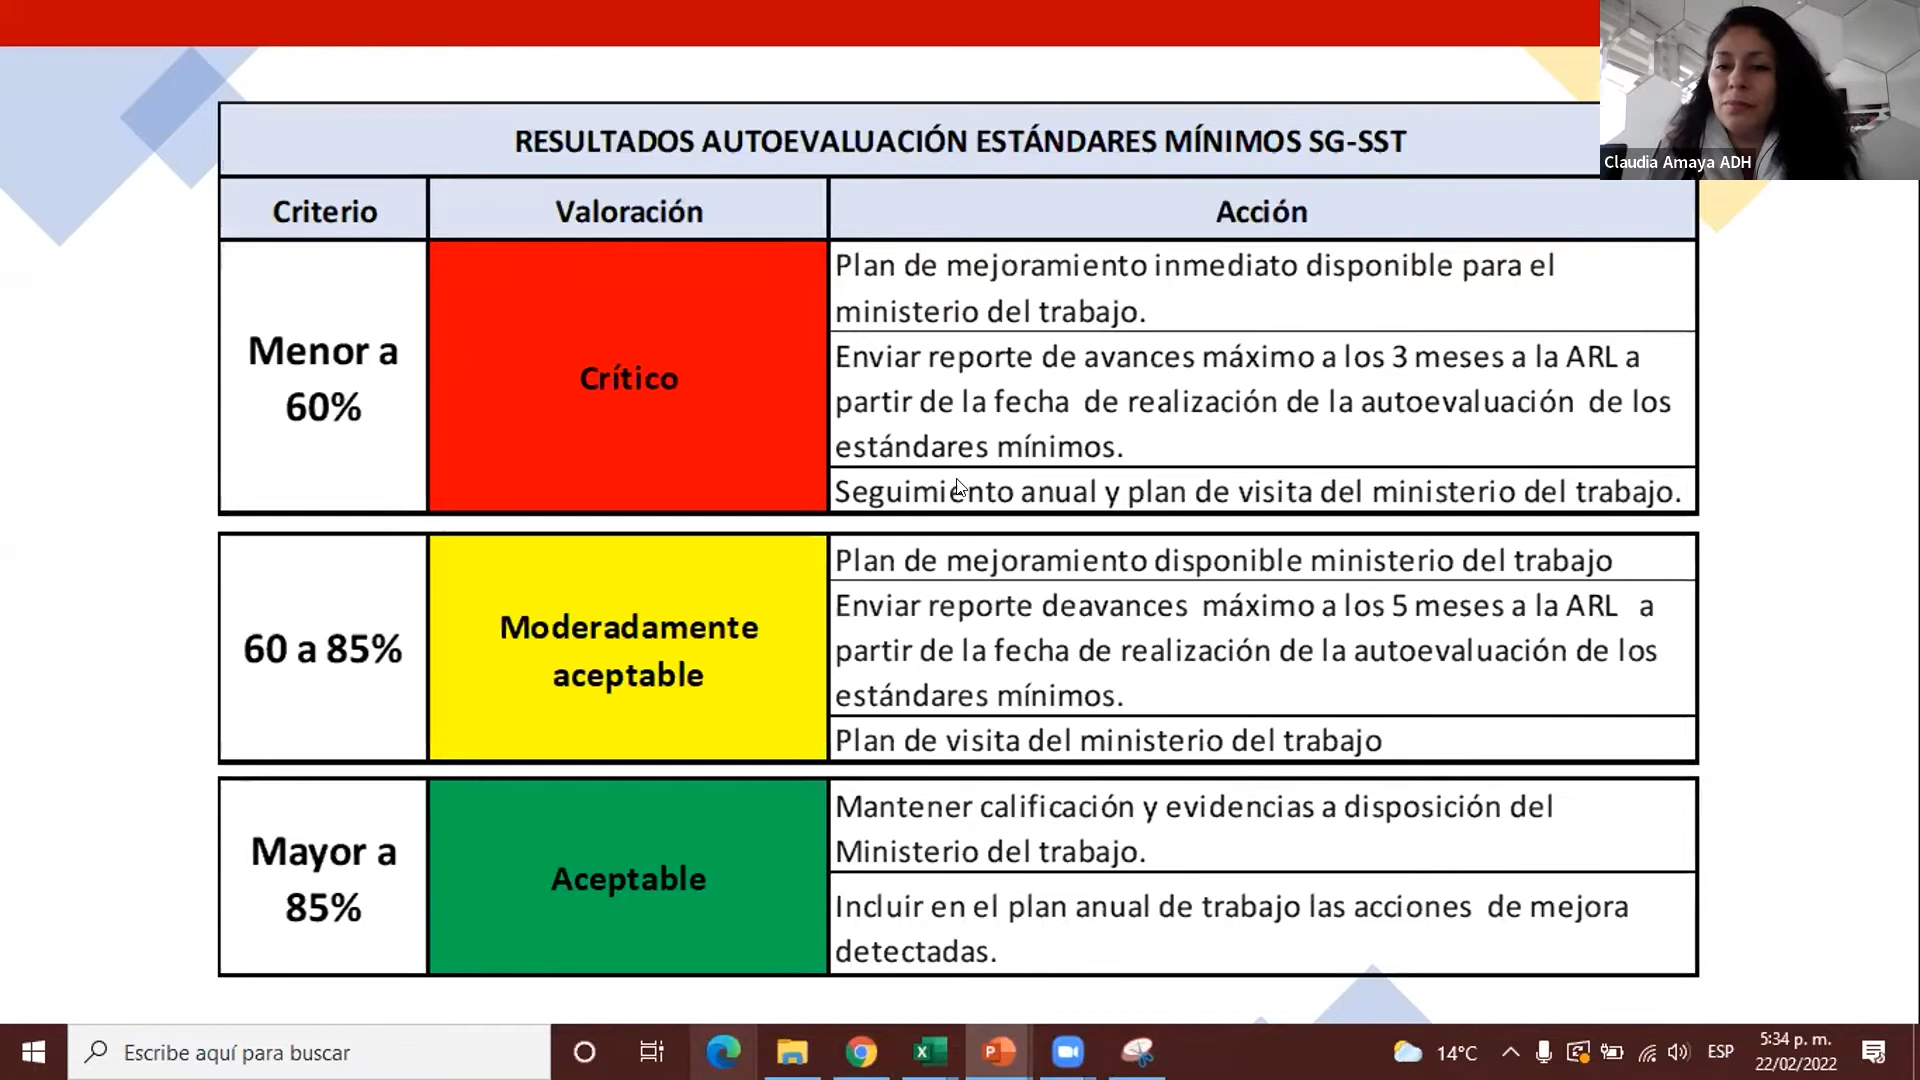 RESULTADOS AUTOEVALUACIÓN ESTÁNDARES MÍNIMOS SG-SST
Claudia Amaya ADH
Criterio
Valoración
Acción
Menor a
60%
Crítico
Plan de mejoramiento inmediato disponible para el
ministerio del trabajo.
Enviar reporte de avances máximo a los 3 meses a la ARL a
partir de la fecha de realización de la autoevaluación de los
estándares mínimos.
Seguimiento anual y plan de visita del ministerio del trabajo.
60 a 85%
Moderadamente
aceptable
Plan de mejoramiento disponible ministerio del trabajo
Enviar reporte deavances máximo a los 5 meses a la ARL a
partir de la fecha de realización de la autoevaluación de los
estándares mínimos.
Plan de visita del ministerio del trabajo
Mayor a
85%
Aceptable
Mantener calificación y evidencias a disposición del
Ministerio del trabajo.
Incluir en el plan anual de trabajo las acciones de mejora
detectadas.
Escribe aquí para buscar
14°C
ESP
5:34 p. m.
22/02/2022